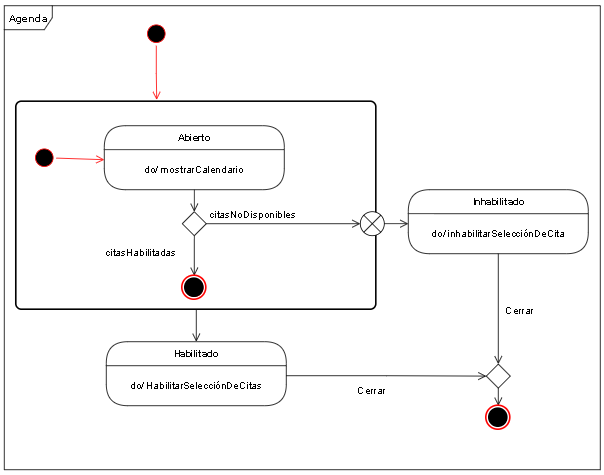 Agenda
Abierto
do/ mostrarCalendario
citasNoDisponibles
citasHabilitadas
Inhabilitado
do/inhabilitarSelecciónDeCita
Cerrar
Habilitado
do/ HabilitarSelecciónDeCitas
Cerrar